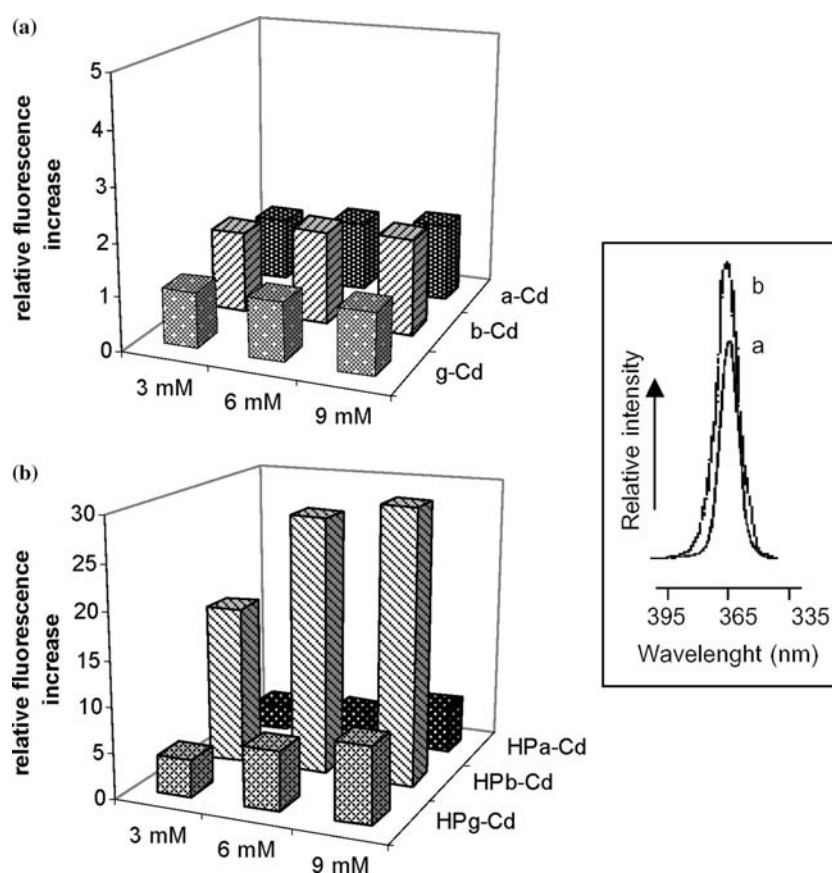 (a)
5
4
3
2
1
0
relative fluorescence
increase
3 mM
6 mM
9 mM
a-Cd
b-Cd
g-Cd
(b)
30
25
20
15
10
5
0
relative fluorescence
increase
3 mM
6 mM
9 mM
HPa-Cd
HPb-Cd
HPg-Cd
b
a
Relative intensity
395 365 335
Wavelenght (nm)